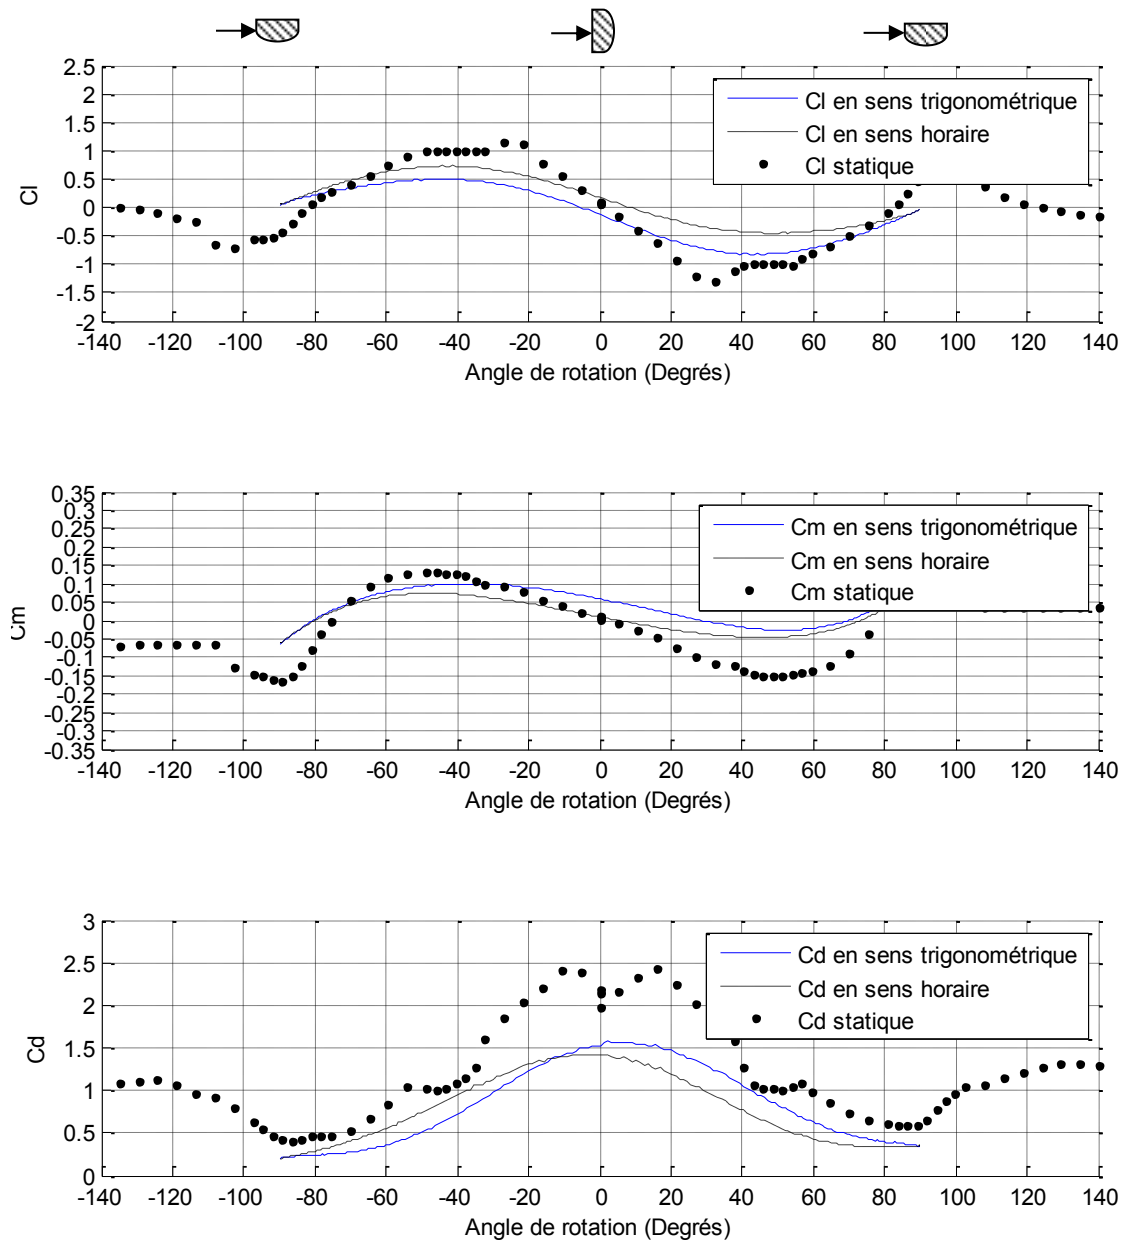 2.5
2
1.5
1
0.5
0
-0.5
-1
-1.5
-2
Cl
Cl en sens trigonométrique
Cl en sens horaire
Cl statique
-140 -120 -100 -80 -60 -40 -20 0 20 40 60 80 100 120 140
Angle de rotation (Degrés)
0.35
0.3
0.25
0.2
0.15
0.1
0.05
0
-0.05
-0.1
-0.15
-0.2
-0.25
-0.3
-0.35
Cm
Cm en sens trigonométrique
Cm en sens horaire
Cm statique
-140 -120 -100 -80 -60 -40 -20 0 20 40 60 80 100 120 140
Angle de rotation (Degrés)
3
2.5
2
1.5
1
0.5
0
Cd
Cd en sens trigonométrique
Cd en sens horaire
Cd statique
-140 -120 -100 -80 -60 -40 -20 0 20 40 60 80 100 120 140
Angle de rotation (Degrés)